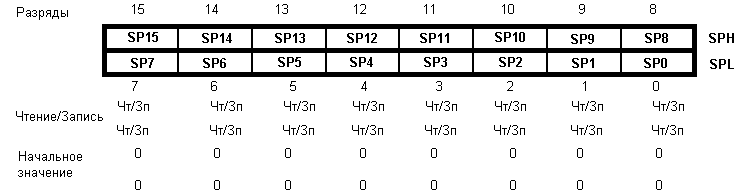 Разряды 15 14 13 12 11 10 9 8
SP15 SP14 SP13 SP12 SP11 SP10 SP9 SP8 SPH
SP7 SP6 SP5 SP4 SP3 SP2 SP1 SP0 SPL
7 6 5 4 3 2 1 0
Чтение/Запись Чт/Зп Чт/Зп Чт/Зп Чт/Зп Чт/Зп Чт/Зп Чт/Зп Чт/Зп
Чт/Зп Чт/Зп Чт/Зп Чт/Зп Чт/Зп Чт/Зп Чт/Зп Чт/Зп
Начальное 0 0 0 0 0 0 0 0
значение
0 0 0 0 0 0 0 0